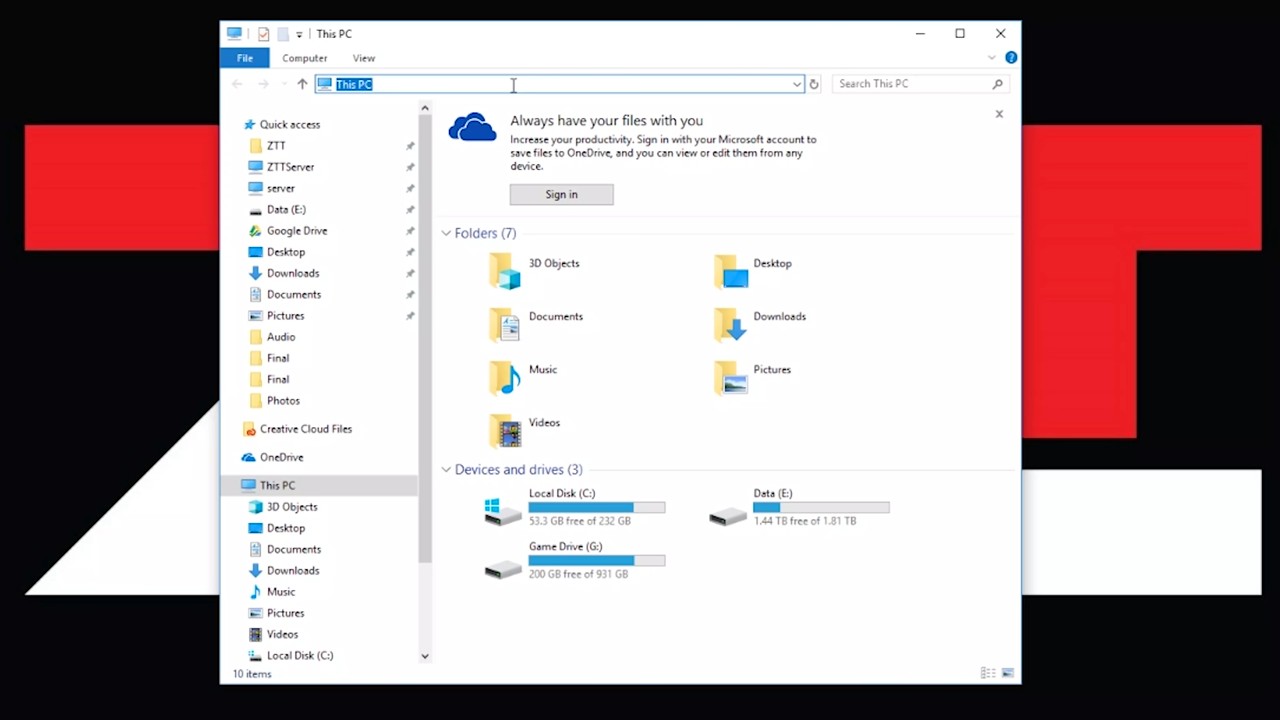 This PC
File
Computer
View
This PC
Search This PC
Quick access
ZTT
ZTTServer
server
Data (E:)
Google Drive
Desktop
Downloads
Documents
Pictures
Audio
Final
Final
Photos
Creative Cloud Files
OneDrive
This PC
3D Objects
Desktop
Documents
Downloads
Music
Pictures
Videos
Local Disk (C:)
Always have your files with you
Increase your productivity. Sign in with your Microsoft account to
save files to OneDrive, and you can view or edit them from any
device.
Sign in
Folders (7)
3D Objects
Desktop
Documents
Downloads
Music
Pictures
Videos
Devices and drives (3)
Local Disk (C:)
53.3 GB free of 232 GB
Data (E:)
1.44 TB free of 1.81 TB
Game Drive (G:)
200 GB free of 931 GB
10 items